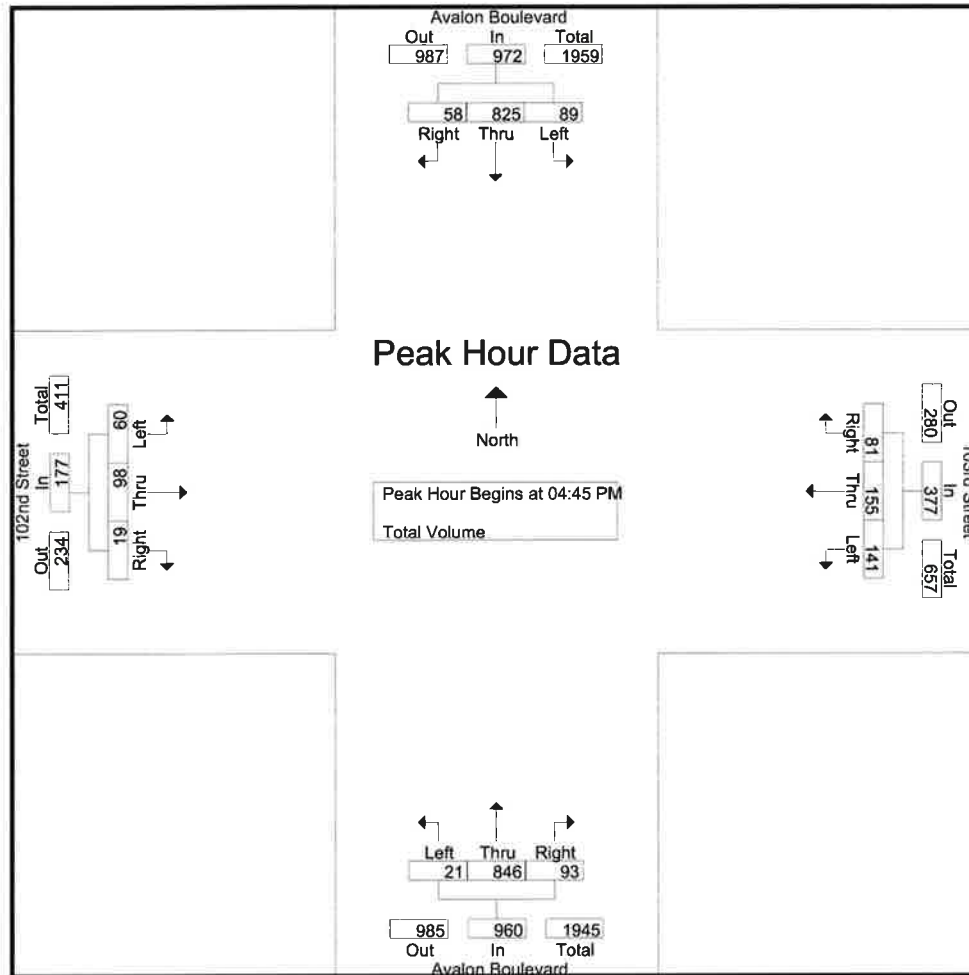 Avalon Boulevard
Out In Total
987 972 1959
58 825 89
Right Thru Left
Peak Hour Data
North
Peak Hour Begins at 04:45 PM
Total Volume
102nd Street
Out In Total
234 177 411
60 98 19
Left Thru Right
103rd Street
Out In Total
280 377 657
81 155 141
Right Thru Left
Left Thru Right
21 846 93
985 960 1945
Out In Total
Avalon Boulevard